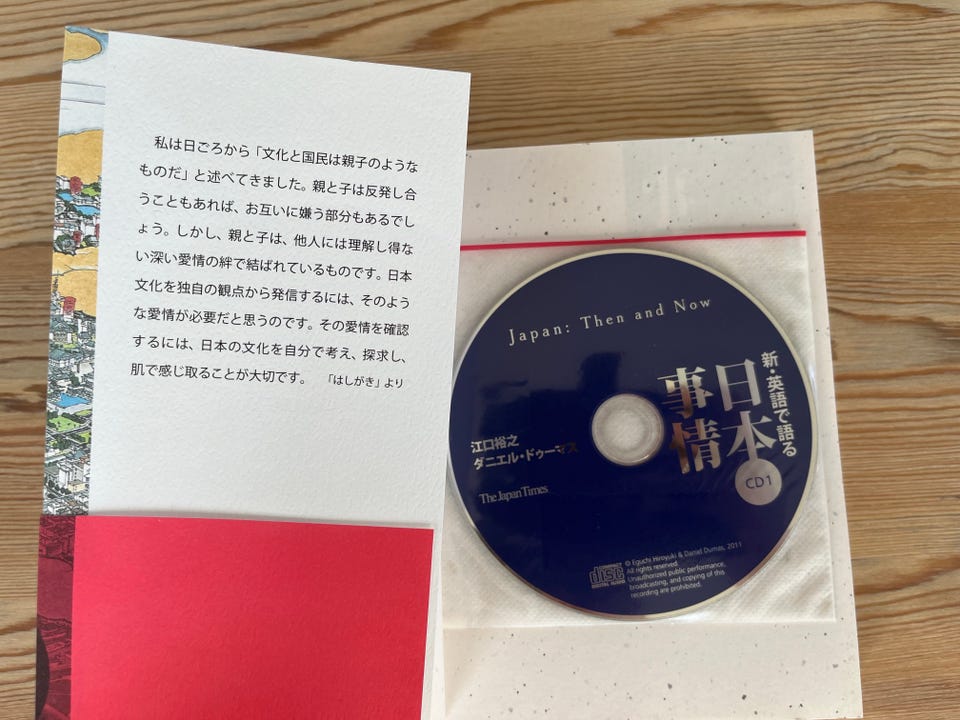 私は日ごろから「文化と国民は親子のような
ものだ」と述べてきました。親と子は反発し合
うこともあれば、お互いに嫌う部分もあるでし
ょう。しかし、親と子は、他人には理解し得な
い深い愛情の絆で結ばれているものです。日本
文化を独自の観点から発信するには、そのよう
な愛情が必要だと思うのです。その愛情を確認
するには、日本の文化を自分で考え、探求し、
肌で感じ取ることが大切です。 「はしがき」より
Japan: Then and Now
新・英語で語る
日本
事情
CD1
江口裕之
ダニエル・ドゥーマス
The Japan Times
COMPACT
disc
DIGITAL AUDIO
© Eguchi Hiroyuki & Daniel Dumas, 2011
All rights reserved.
Unauthorized public performance,
broadcasting, and copying of this
recording are prohibited.